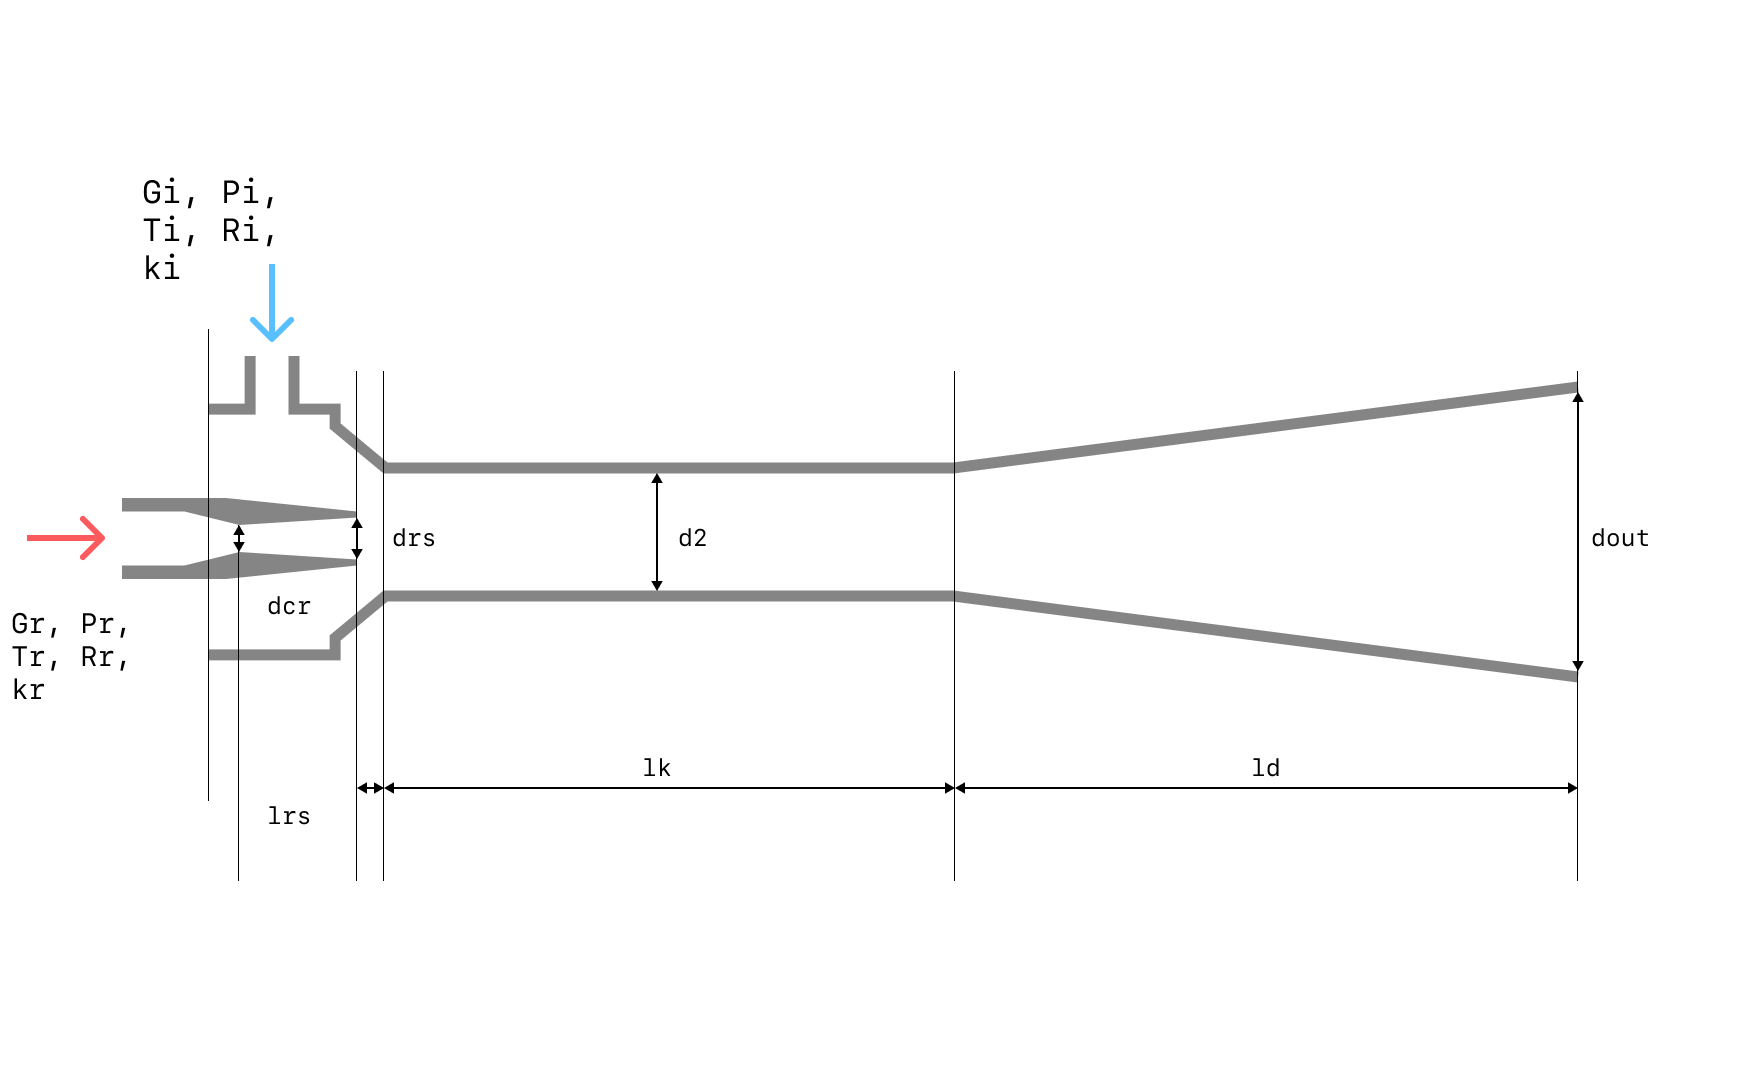 Gi, Pi,
Ti, Ri,
ki
drs
d2
dout
dcr
Gr, Pr,
Tr, Rr,
kr
lk
ld
lrs